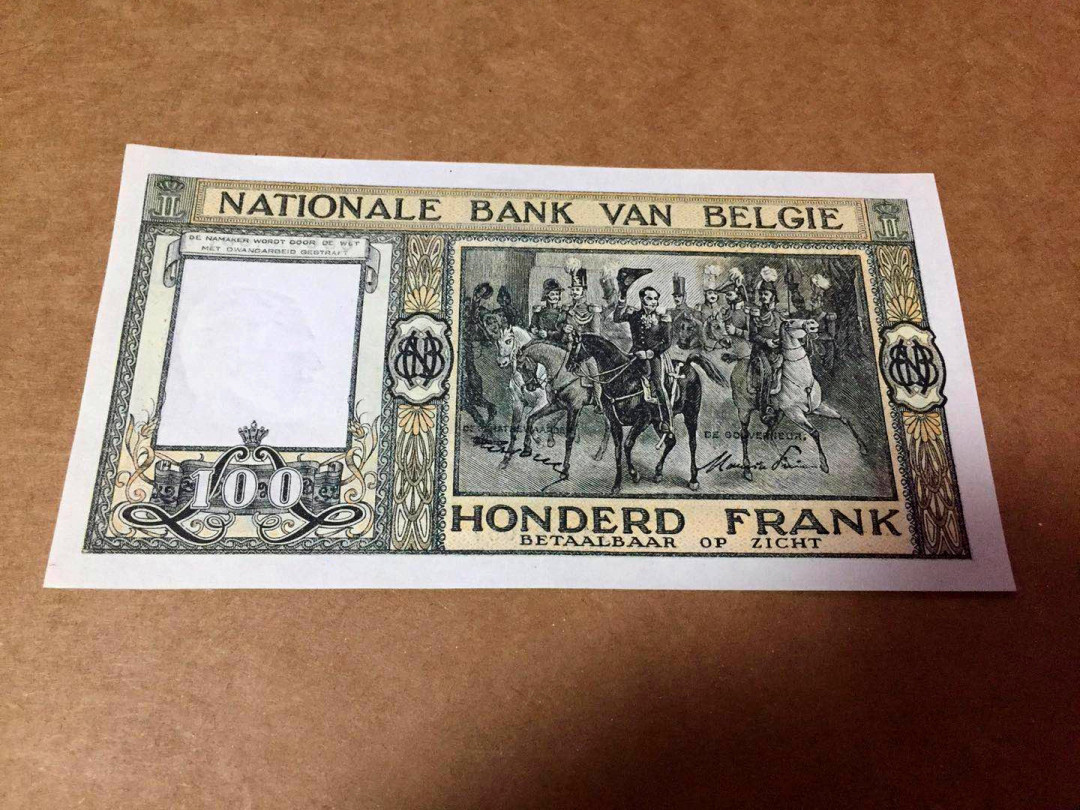 NATIONALE BANK VAN BELGIE
DE NAMAKER WORDT DOOR DE WET
MET DWANGARBEID GESTRAFT
DE GOUVERNEUR.
100
HONDERD FRANK
BETAALBAAR OP ZICHT